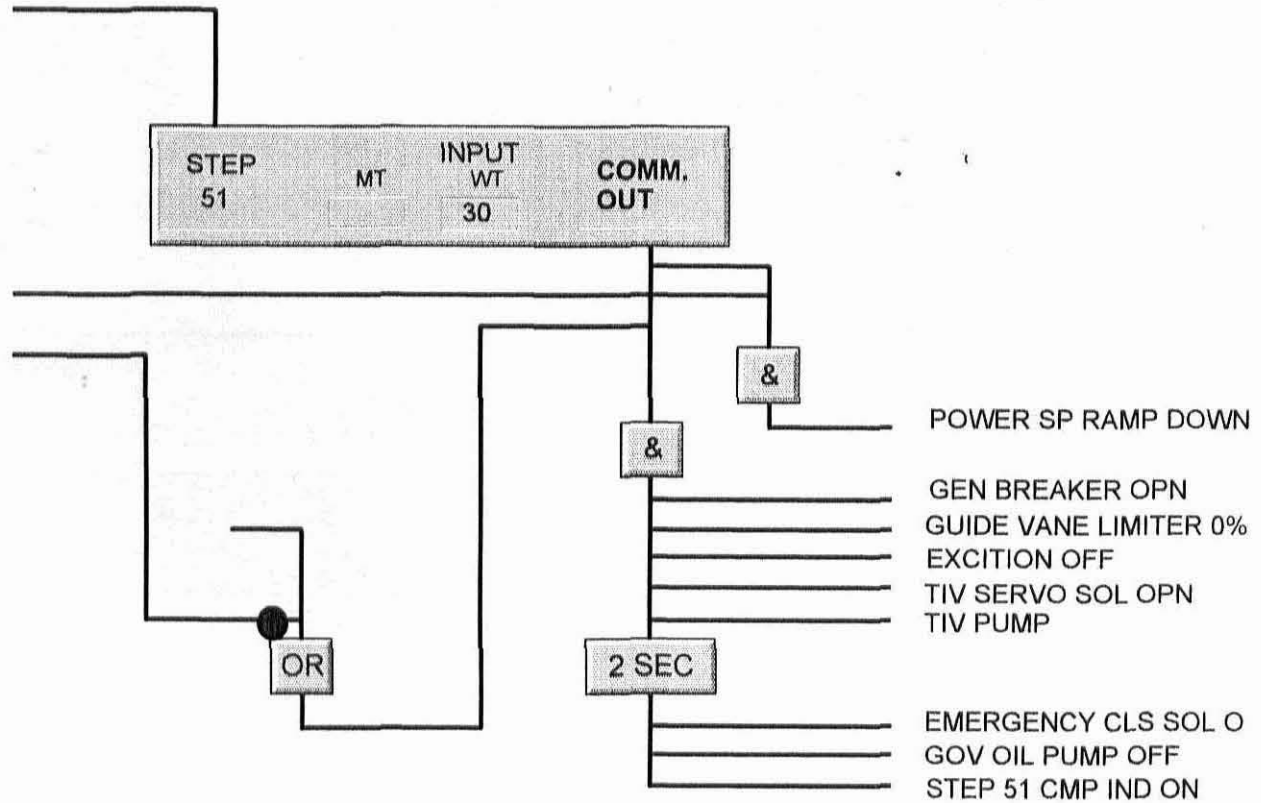 STEP
51
MT
INPUT
WT
30
COMM.
OUT
&
POWER SP RAMP DOWN
&
GEN BREAKER OPN
GUIDE VANE LIMITER 0%
EXCITION OFF
TIV SERVO SOL OPN
TIV PUMP
OR
2 SEC
EMERGENCY CLS SOL O
GOV OIL PUMP OFF
STEP 51 CMP IND ON